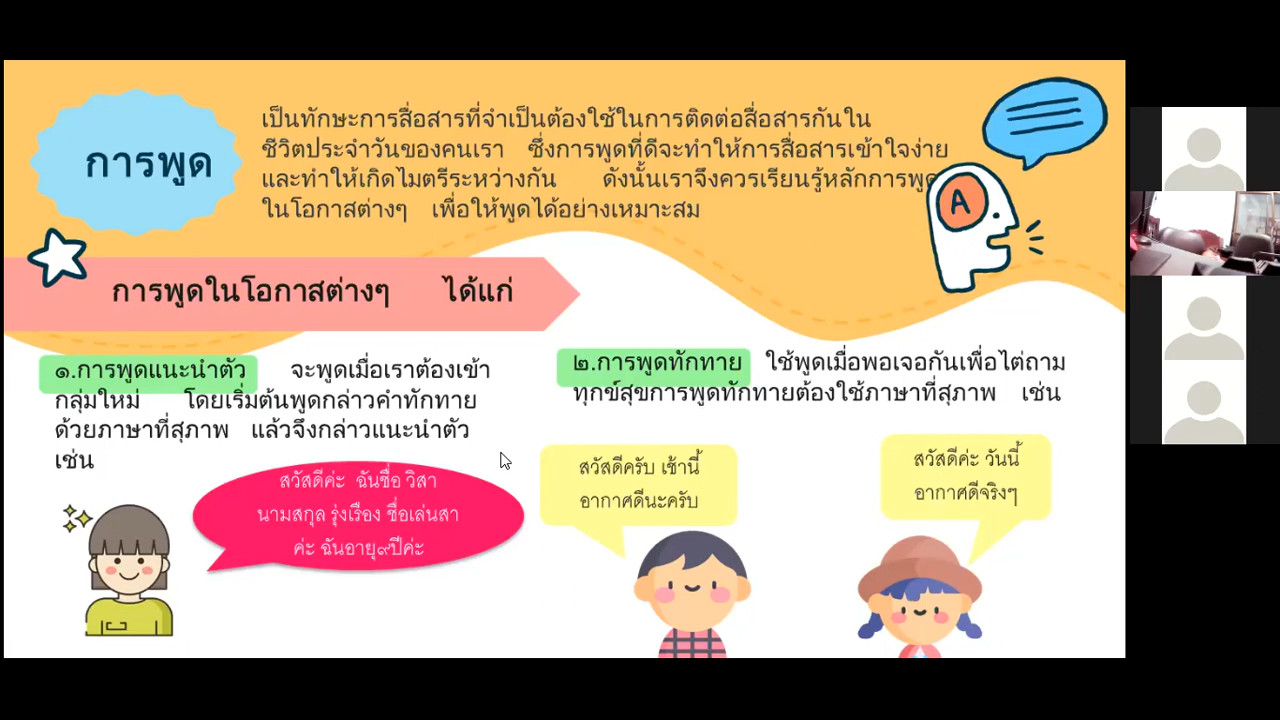 การพูด
เป็นทักษะการสื่อสารที่จำเป็นต้องใช้ในการติดต่อสื่อสารกันใน
ชีวิตประจำวันของคนเรา ซึ่งการพูดที่ดีจะทำให้การสื่อสารเข้าใจง่าย
และทำให้เกิดไมตรีระหว่างกัน ดังนั้นเราจึงควรเรียนรู้หลักการพูด
ในโอกาสต่างๆ เพื่อให้พูดได้อย่างเหมาะสม
A
การพูดในโอกาสต่างๆ ได้แก่
๑.การพูดแนะนำตัว จะพูดเมื่อเราต้องเข้า
กลุ่มใหม่ โดยเริ่มต้นพูดกล่าวคำทักทาย
ด้วยภาษาที่สุภาพ แล้วจึงกล่าวแนะนำตัว
เช่น
สวัสดีค่ะ ฉันชื่อ วิสา
นามสกุล รุ่งเรือง ชื่อเล่นสา
ค่ะ ฉันอายุ๙ปีค่ะ
๒.การพูดทักทาย ใช้พูดเมื่อพอเจอกันเพื่อไต่ถาม
ทุกข์สุขการพูดทักทายต้องใช้ภาษาที่สุภาพ เช่น
สวัสดีครับ เช้านี้
อากาศดีนะครับ
สวัสดีค่ะ วันนี้
อากาศดีจริงๆ